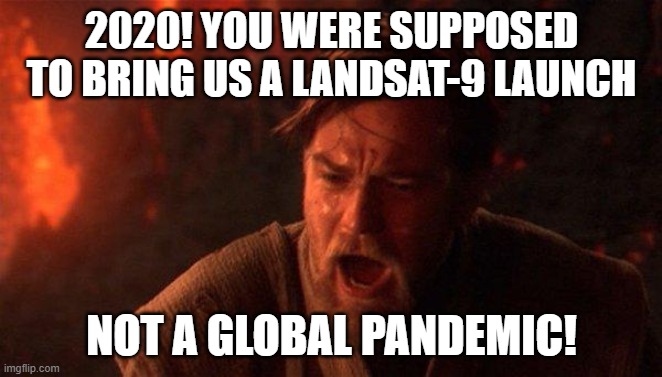 2020! YOU WERE SUPPOSED
TO BRING US A LANDSAT-9 LAUNCH
NOT A GLOBAL PANDEMIC!
imgflip.com